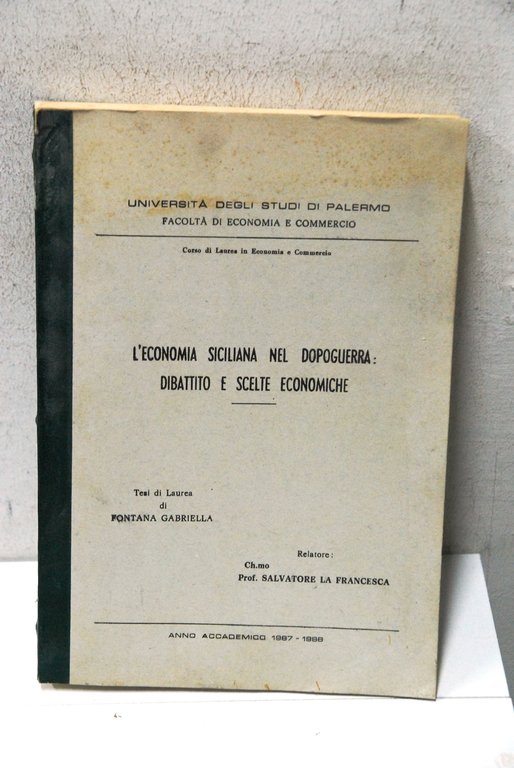 UNIVERSITÀ DEGLI STUDI DI PALERMO
FACOLTÀ DI ECONOMIA E COMMERCIO
Corso di Laurea in Economia e Commercio
L'ECONOMIA SICILIANA NEL DOPOGUERRA:
DIBATTITO E SCELTE ECONOMICHE
Tesi di Laurea
di
FONTANA GABRIELLA
Relatore:
Ch.mo
Prof. SALVATORE LA FRANCESCA
ANNO ACCADEMICO 1987-1988